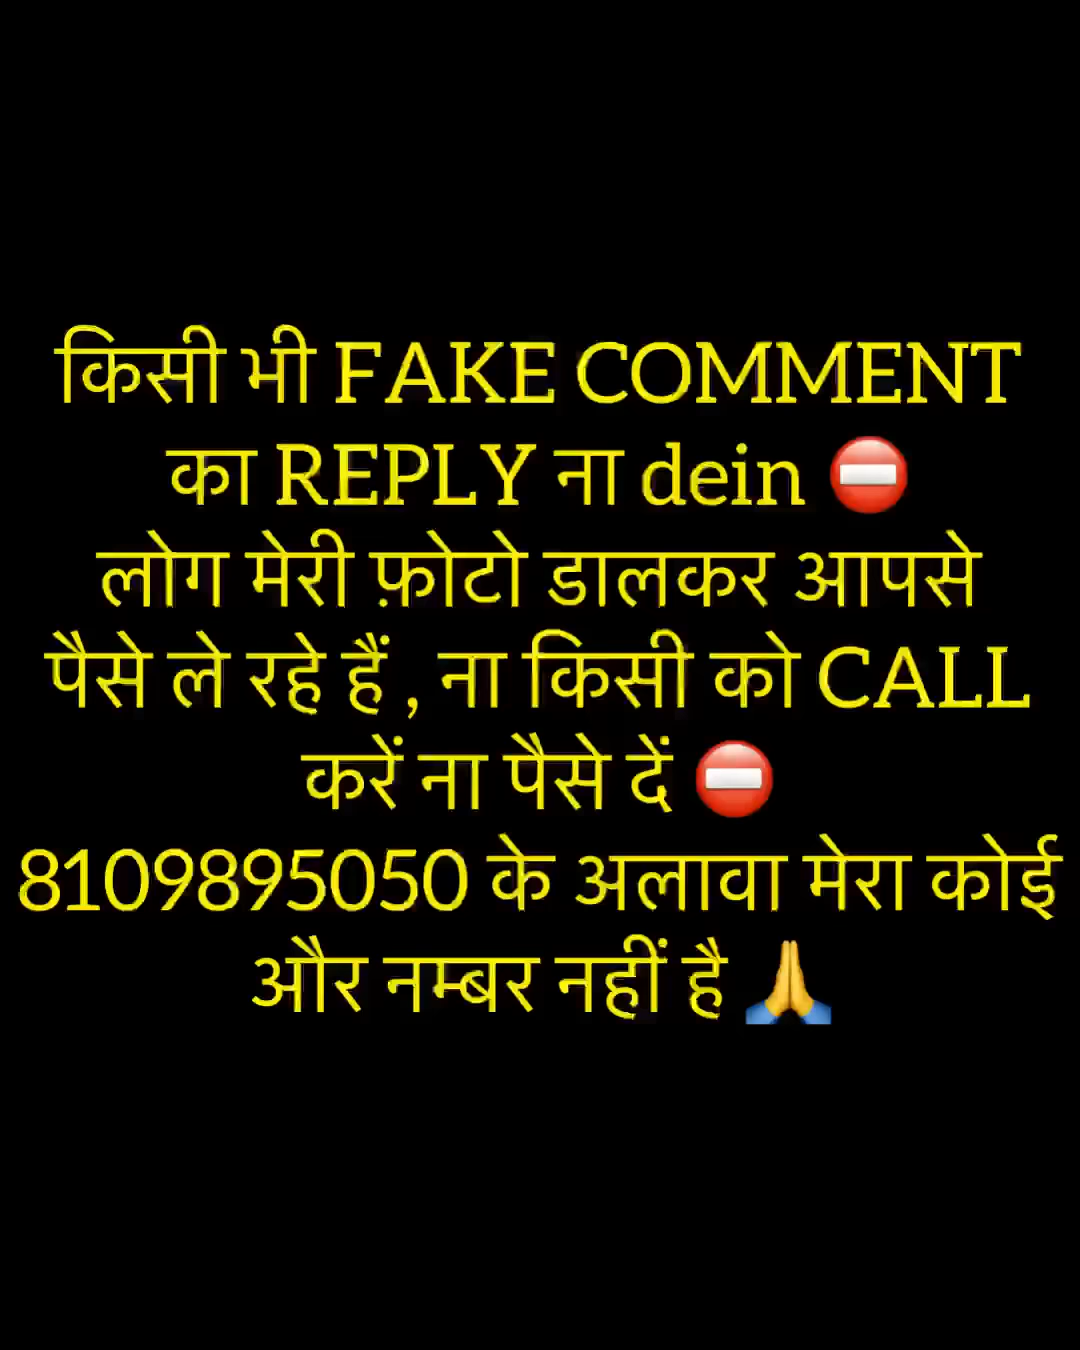 किसी भी FAKE COMMENT
का REPLY ना dein ⛔
लोग मेरी फ़ोटो डालकर आपसे
पैसे ले रहे हैं , ना किसी को CALL
करें ना पैसे दें ⛔
8109895050 के अलावा मेरा कोई
और नम्बर नहीं है 🙏